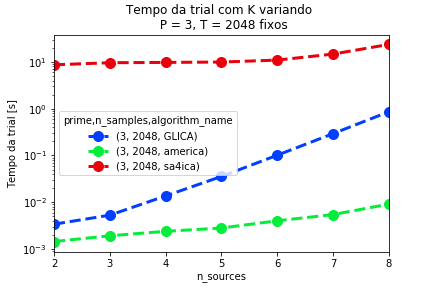 Tempo da trial com K variando
P = 3, T = 2048 fixos
Tempo da trial [s]
10¹
10⁰
10⁻¹
10⁻²
10⁻³
prime,n_samples,algorithm_name
(3, 2048, GLICA)
(3, 2048, america)
(3, 2048, sa4ica)
2 3 4 5 6 7 8
n_sources